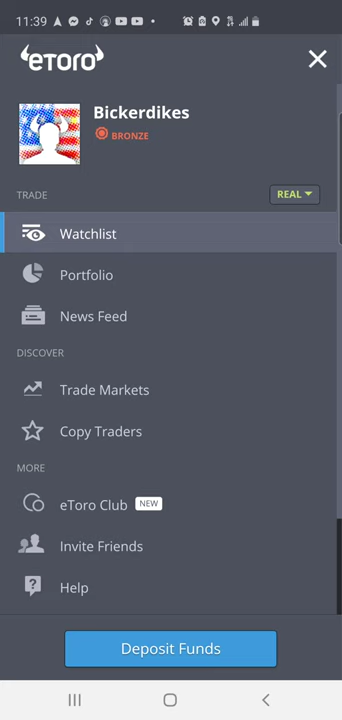 11:39
eToro
Bickerdikes
BRONZE
TRADE
REAL
Watchlist
Portfolio
News Feed
DISCOVER
Trade Markets
Copy Traders
MORE
eToro Club NEW
Invite Friends
Help
Deposit Funds